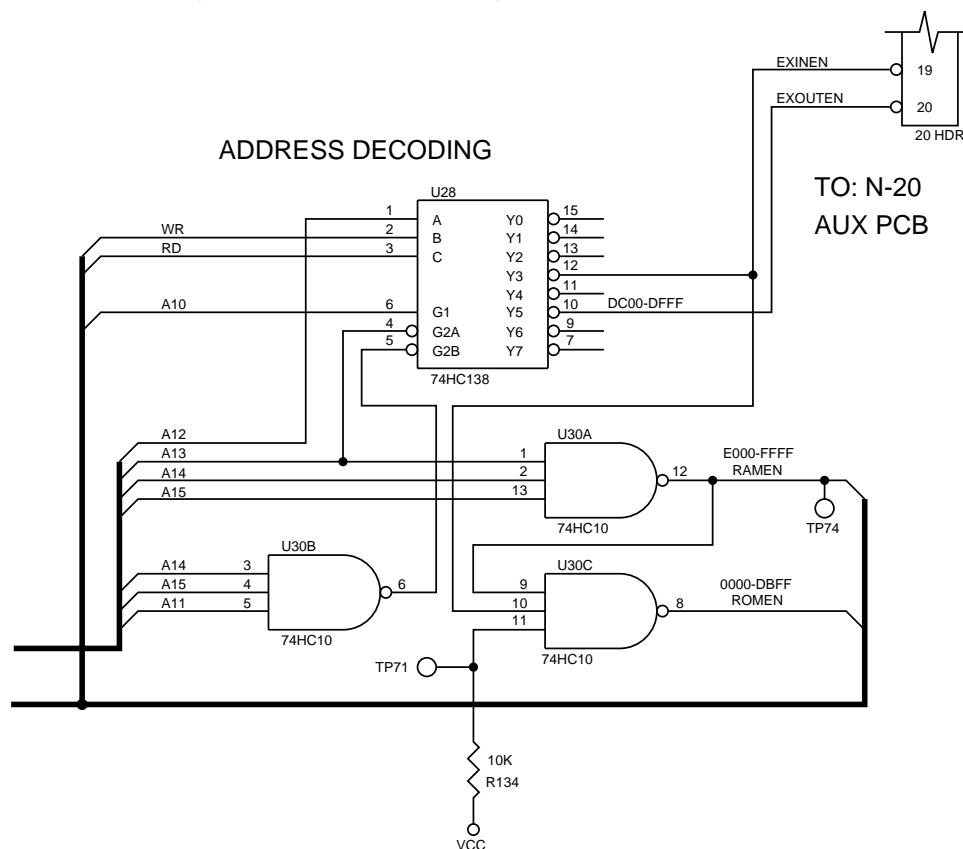 EXINEN
19
EXOUTEN
20
20 HDR
ADDRESS DECODING
TO: N-20
AUX PCB
U28
1 A Y0 15
WR 2 B Y1 14
RD 3 C Y2 13
Y3 12
Y4 11
A10 6 G1 Y5 10 DC00-DFFF
4 G2A Y6 9
5 G2B Y7 7
74HC138
A12
U30A
A13 1
A14 2
A15 13
12
E000-FFFF
RAMEN
TP74
74HC10
U30B
A14 3
A15 4
A11 5
6
74HC10
U30C
9
10
11
8
0000-DBFF
ROMEN
74HC10
TP71
10K
R134
VCC